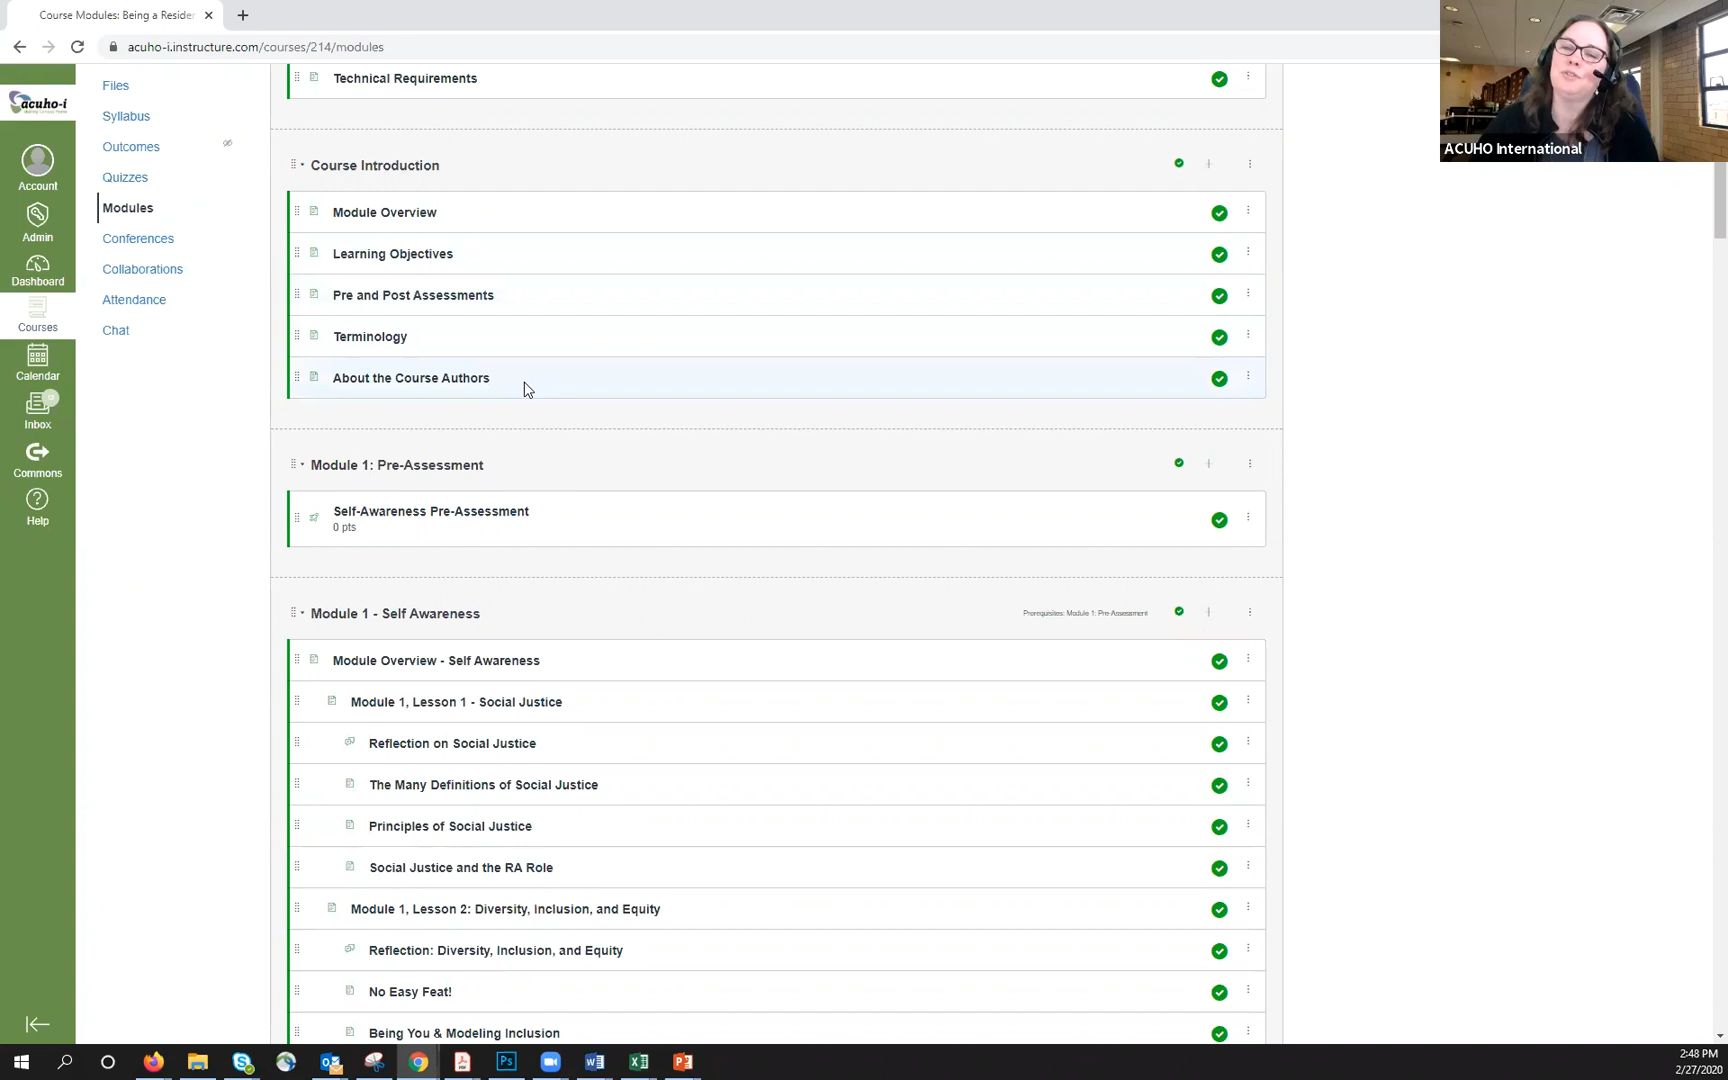 Course Modules: Being a Resider
acuho-i.instructure.com/courses/214/modules
ACUHO International
acuho-i
Account
Admin
Dashboard
Courses
Calendar
Inbox
Commons
Help
Files
Syllabus
Outcomes
Quizzes
Modules
Conferences
Collaborations
Attendance
Chat
Technical Requirements
Course Introduction
Module Overview
Learning Objectives
Pre and Post Assessments
Terminology
About the Course Authors
Module 1: Pre-Assessment
Self-Awareness Pre-Assessment
0 pts
Module 1 - Self Awareness
Prerequisites: Module 1: Pre-Assessment
Module Overview - Self Awareness
Module 1, Lesson 1 - Social Justice
Reflection on Social Justice
The Many Definitions of Social Justice
Principles of Social Justice
Social Justice and the RA Role
Module 1, Lesson 2: Diversity, Inclusion, and Equity
Reflection: Diversity, Inclusion, and Equity
No Easy Feat!
Being You & Modeling Inclusion
2:48 PM
2/27/2020